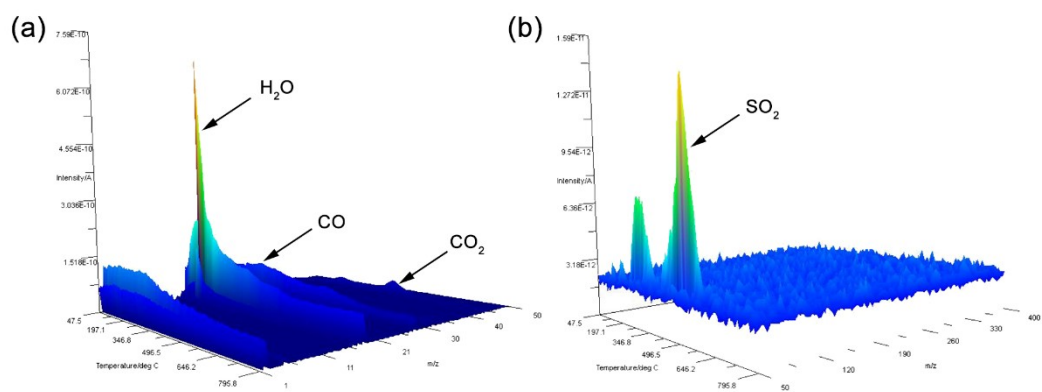 (a)
7.59E-10
6.072E-10
4.554E-10
Intensity/A
3.036E-10
1.518E-10
47.5
197.1
346.8
496.5
Temperature/deg C
646.2
795.8
1
11
21
m/z
30
40
50
H₂O
CO
CO₂
(b)
1.59E-11
1.272E-11
9.54E-12
Intensity/A
6.36E-12
3.18E-12
47.5
197.1
346.8
496.5
Temperature/deg C
646.2
795.8
50
120
190
m/z
260
330
400
SO₂